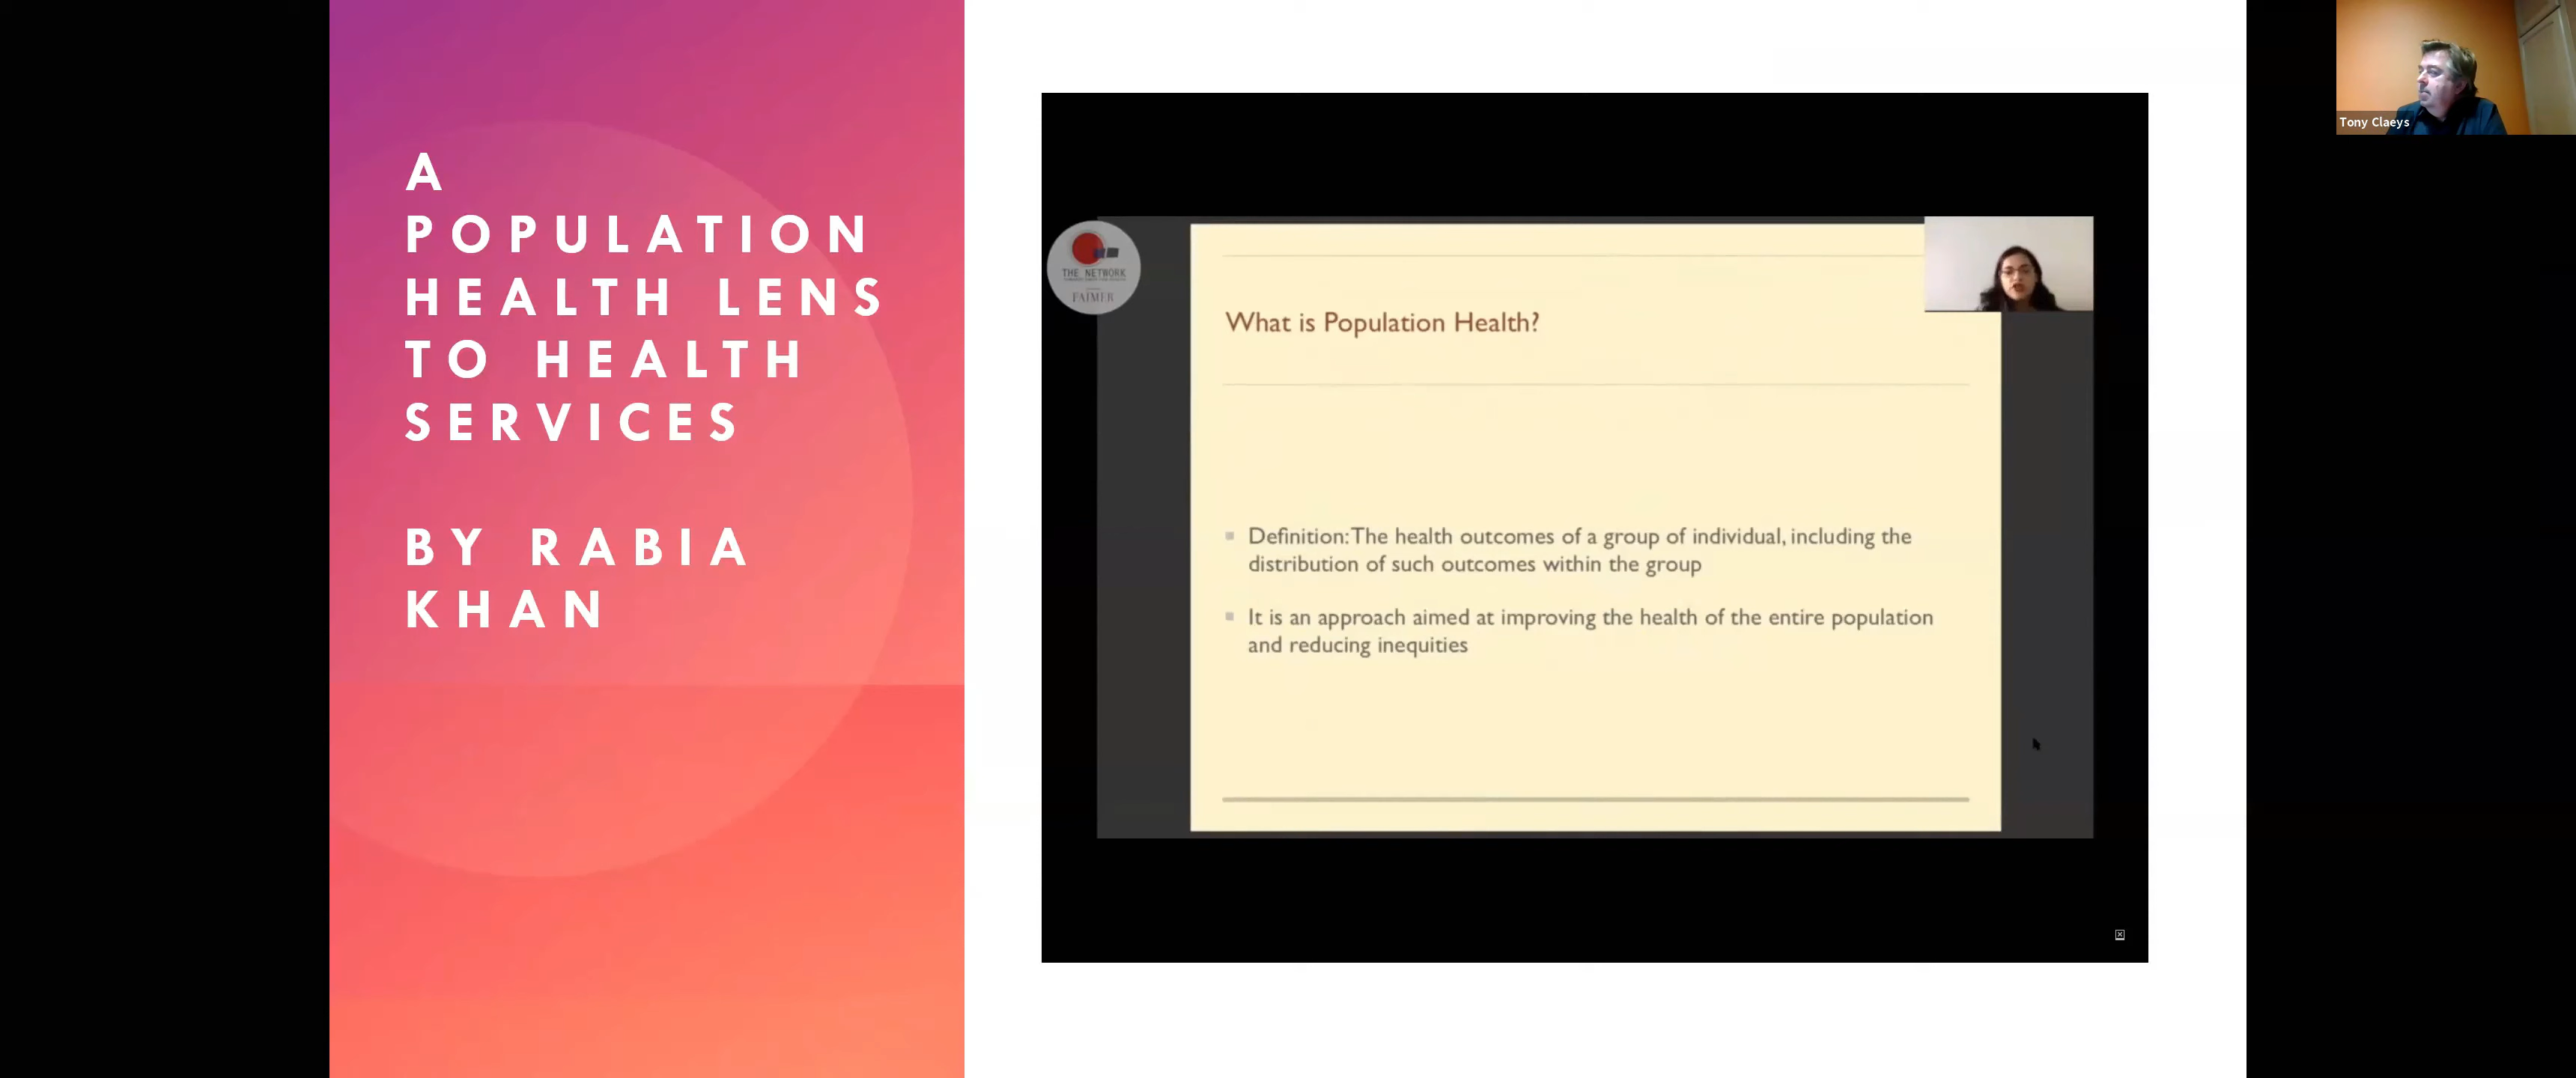 A
POPULATION
HEALTH LENS
TO HEALTH
SERVICES
BY RABIA
KHAN
THE NETWORK
FAIMER
What is Population Health?
Definition: The health outcomes of a group of individual, including the
distribution of such outcomes within the group
It is an approach aimed at improving the health of the entire population
and reducing inequities
Tony Claeys